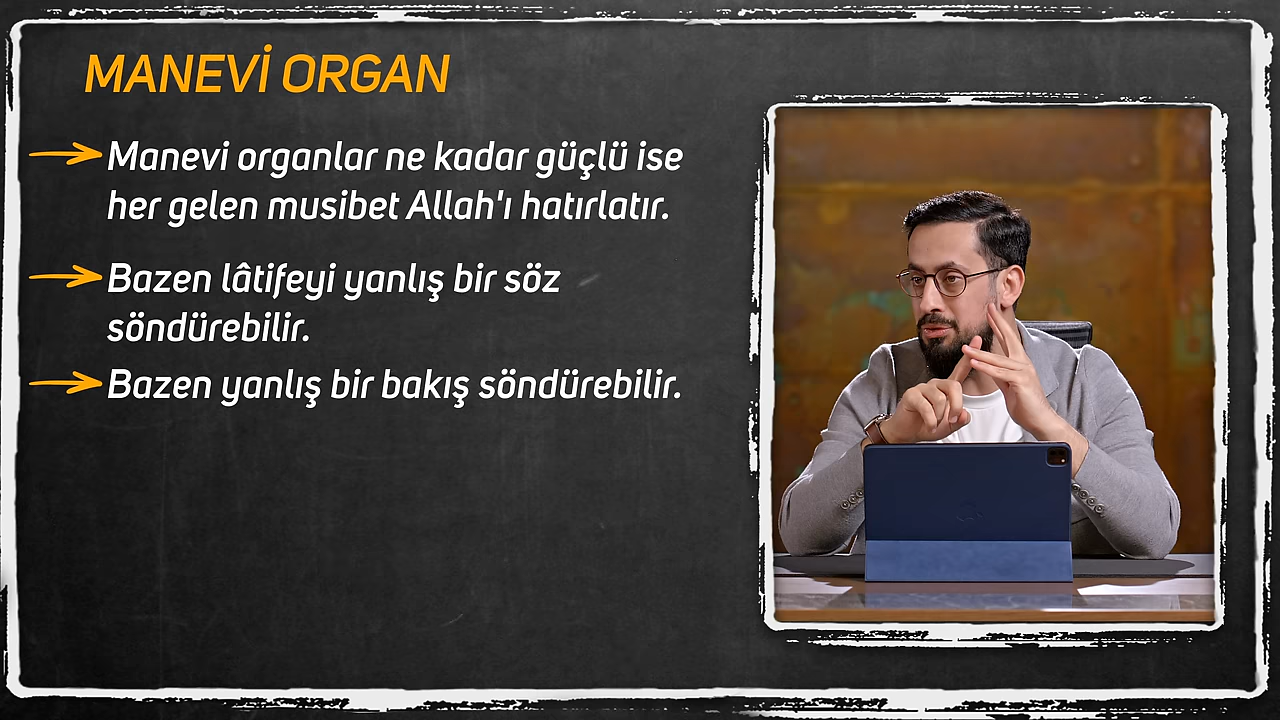 MANEVİ ORGAN
Manevi organlar ne kadar güçlü ise
her gelen musibet Allah'ı hatırlatır.
Bazen lâtifeyi yanlış bir söz
söndürebilir.
Bazen yanlış bir bakış söndürebilir.